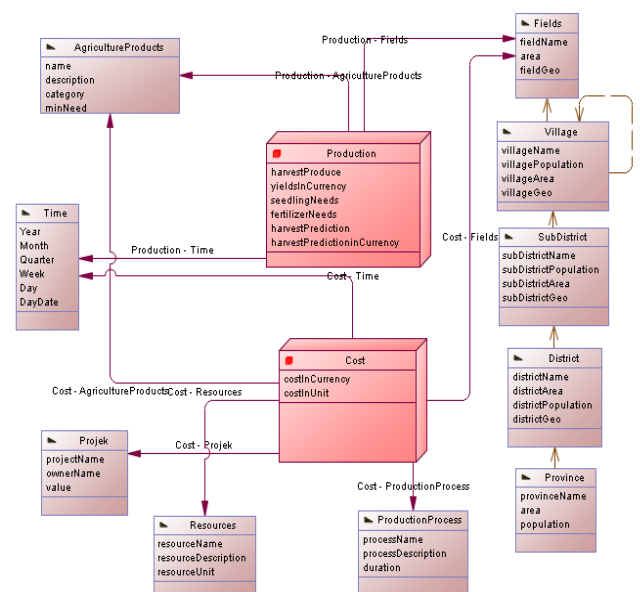 Production - Fields
Production - AgricultureProducts
AgricultureProducts
name
description
category
minNeed
Fields
fieldName
area
fieldGeo
Production
harvestProduce
yieldsInCurrency
seedlingNeeds
fertilizerNeeds
harvestPrediction
harvestPredictioninCurrency
Village
villageName
villagePopulation
villageArea
villageGeo
Time
Year
Month
Quarter
Week
Day
DayDate
Production - Time
Cost - Time
Cost - Fields
SubDistrict
subDistrictName
subDistrictPopulation
subDistrictArea
subDistrictGeo
Cost
costInCurrency
costInUnit
Cost - AgricultureProducts
Cost - Resources
District
districtName
districtArea
districtPopulation
districtGeo
Projek
projectName
ownerName
value
Cost - Projek
Cost - ProductionProcess
Province
provinceName
area
population
Resources
resourceName
resourceDescription
resourceUnit
ProductionProcess
processName
processDescription
duration